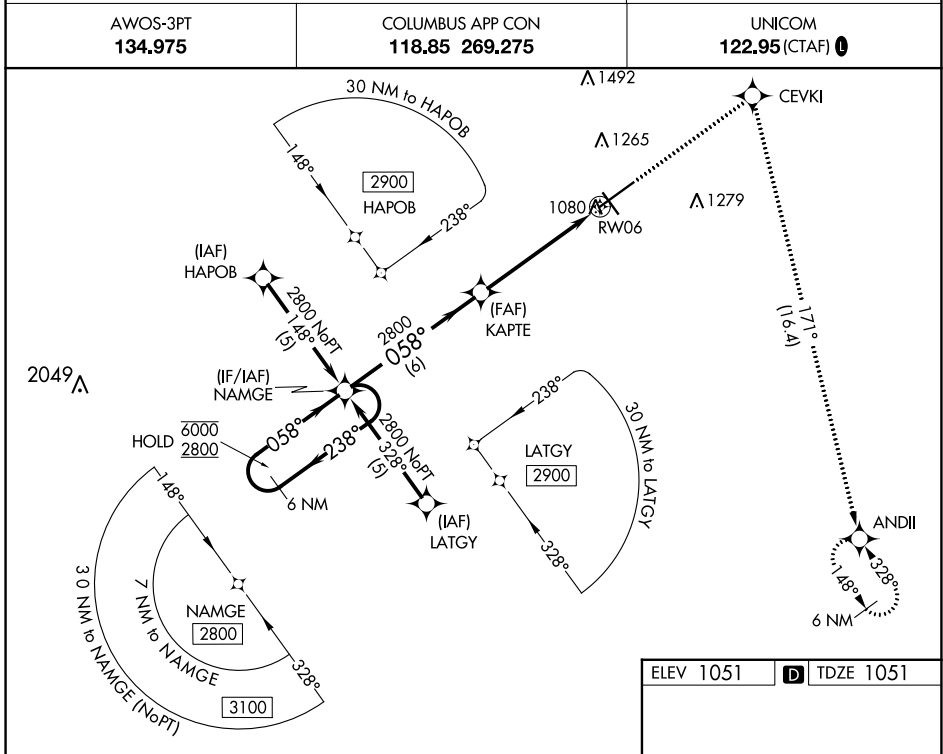 AWOS-3PT
134.975
COLUMBUS APP CON
118.85 269.275
UNICOM
122.95 (CTAF) L
1492
CEVKI
30 NM to HAPOB
1265
148°
2900
HAPOB
238°
1279
1080
RW06
(IAF)
HAPOB
2800 NoPT
148°
(5)
(FAF)
KAPTE
2800
058°
(6)
171°
(16.4)
2049
(IF/IAF)
NAMGE
HOLD 6000
2800
058°
238°
6 NM
2800 NoPT
328°
(5)
(IAF)
LATGY
238°
30 NM to LATGY
LATGY
2900
328°
ANDII
148°
328°
6 NM
148°
30 NM to NAMGE (NoPT)
7 NM to NAMGE
NAMGE
2800
328°
3100
ELEV 1051
D
TDZE 1051